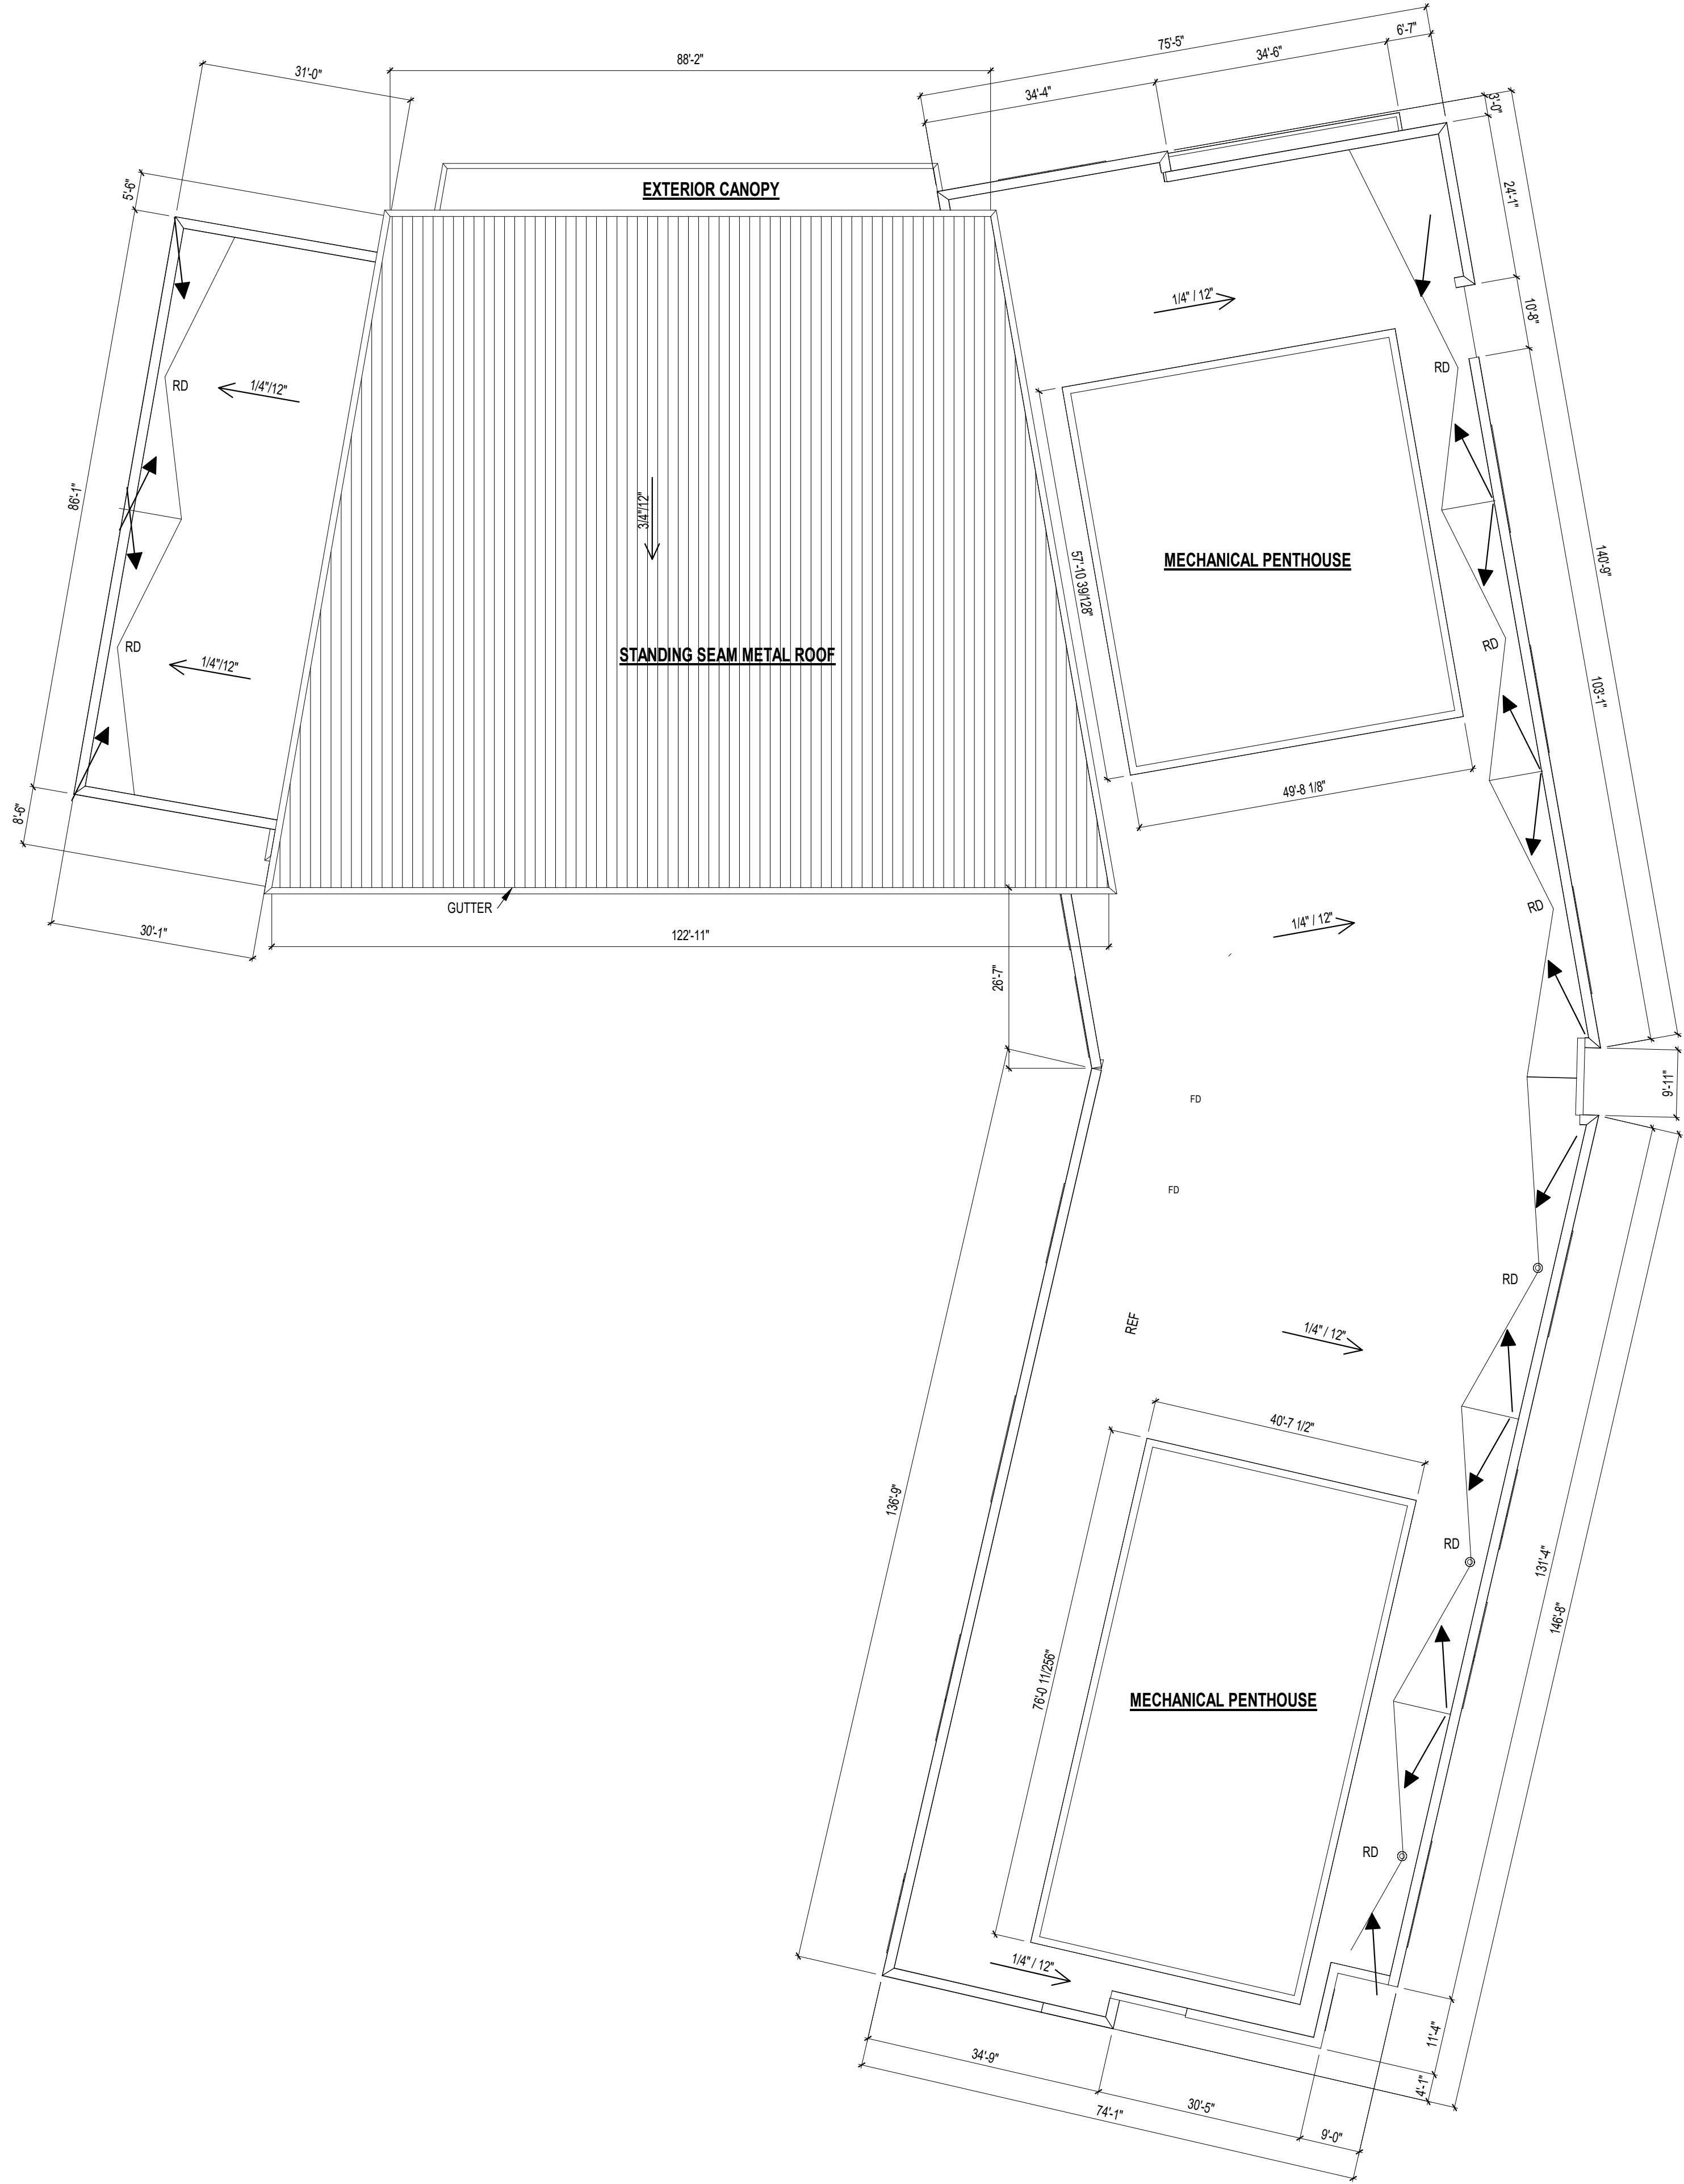 75'-5"
6'-7"
34'-6"
34'-4"
88'-2"
31'-0"
3'-0"
EXTERIOR CANOPY
5'-6"
24'-1"
1/4" / 12"
10'-8"
RD
1/4"/12"
RD
86'-1"
3/4"/12"
57'-10 39/128"
MECHANICAL PENTHOUSE
140'-9"
RD
RD
STANDING SEAM METAL ROOF
1/4"/12"
103'-1"
49'-8 1/8"
8'-6"
GUTTER
RD
1/4" / 12"
30'-1"
122'-11"
26'-7"
9'-11"
FD
FD
RD
REF
1/4" / 12"
40'-7 1/2"
136'-9"
RD
131'-4"
146'-8"
76'-0 11/256"
MECHANICAL PENTHOUSE
RD
1/4" / 12"
11'-4"
34'-9"
4'-1"
30'-5"
74'-1"
9'-0"